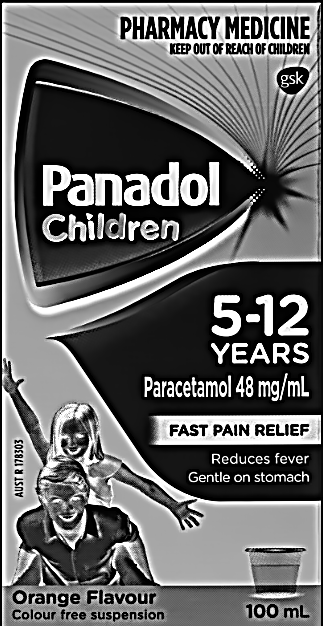 PHARMACY MEDICINE
KEEP OUT OF REACH OF CHILDREN
gsk
Panadol
Children
5-12
YEARS
Paracetamol 48 mg/mL
FAST PAIN RELIEF
Reduces fever
Gentle on stomach
AUST R 178303
Orange Flavour
Colour free suspension
100 mL